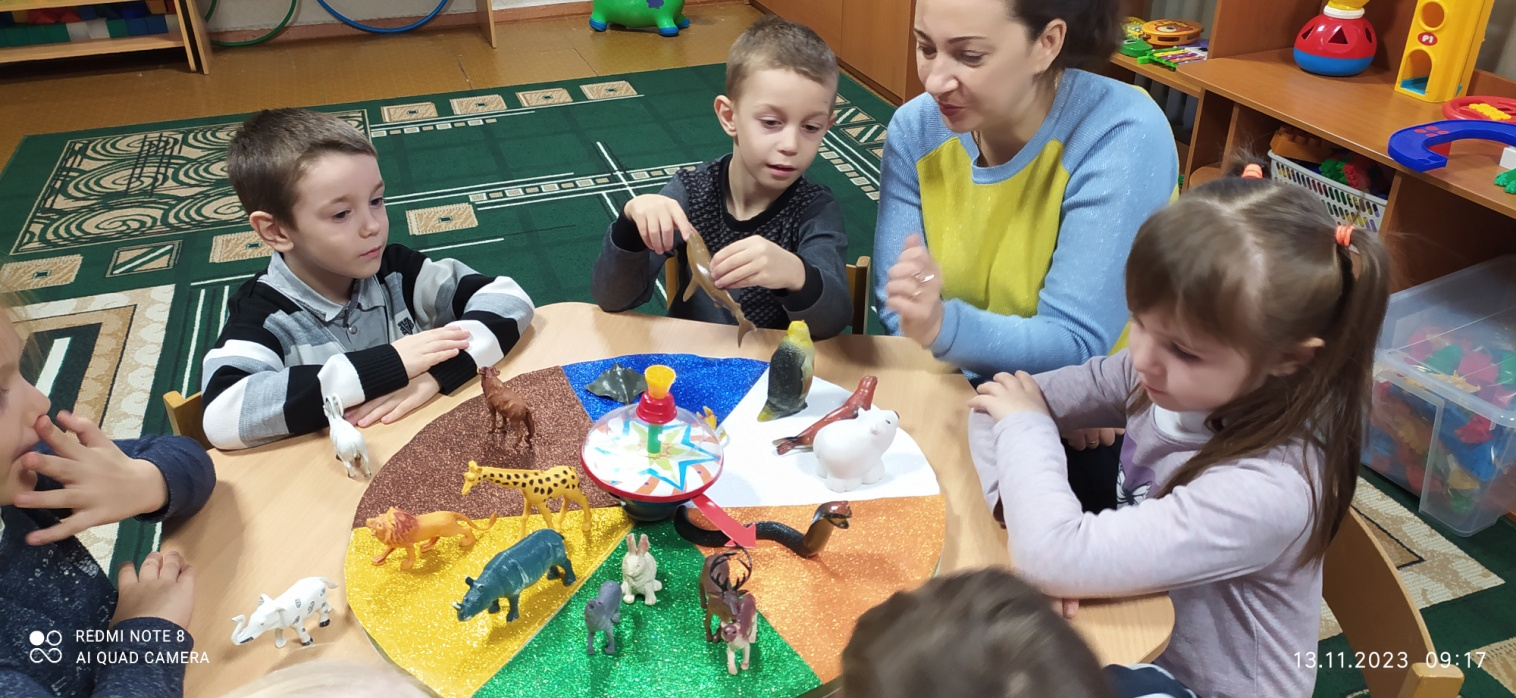 REDMI NOTE 8
AI QUAD CAMERA
13.11.2023 09:17